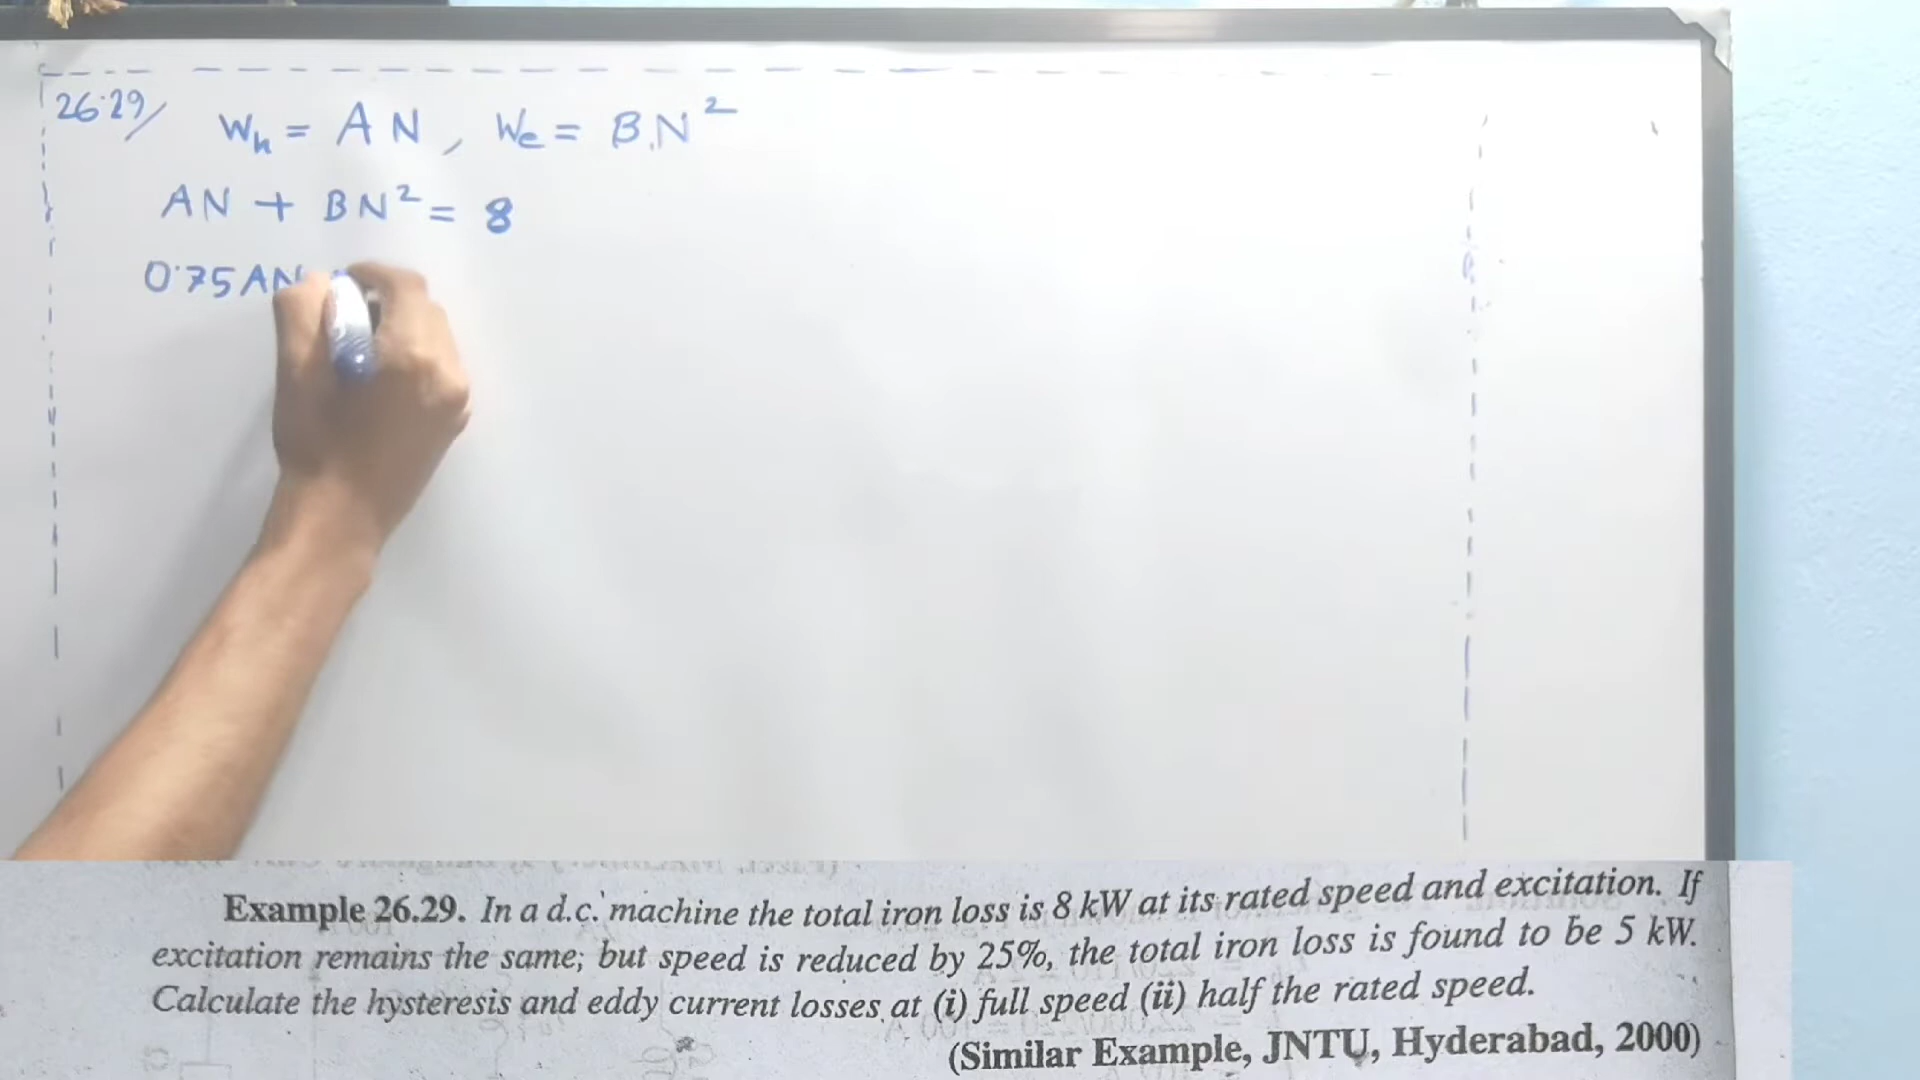 26.29/ Wh = AN, We = B.N²
AN + BN² = 8
0.75AN
Example 26.29. In a d.c. machine the total iron loss is 8 kW at its rated speed and excitation. If
excitation remains the same; but speed is reduced by 25%, the total iron loss is found to be 5 kW.
Calculate the hysteresis and eddy current losses at (i) full speed (ii) half the rated speed.
(Similar Example, JNTU, Hyderabad, 2000)